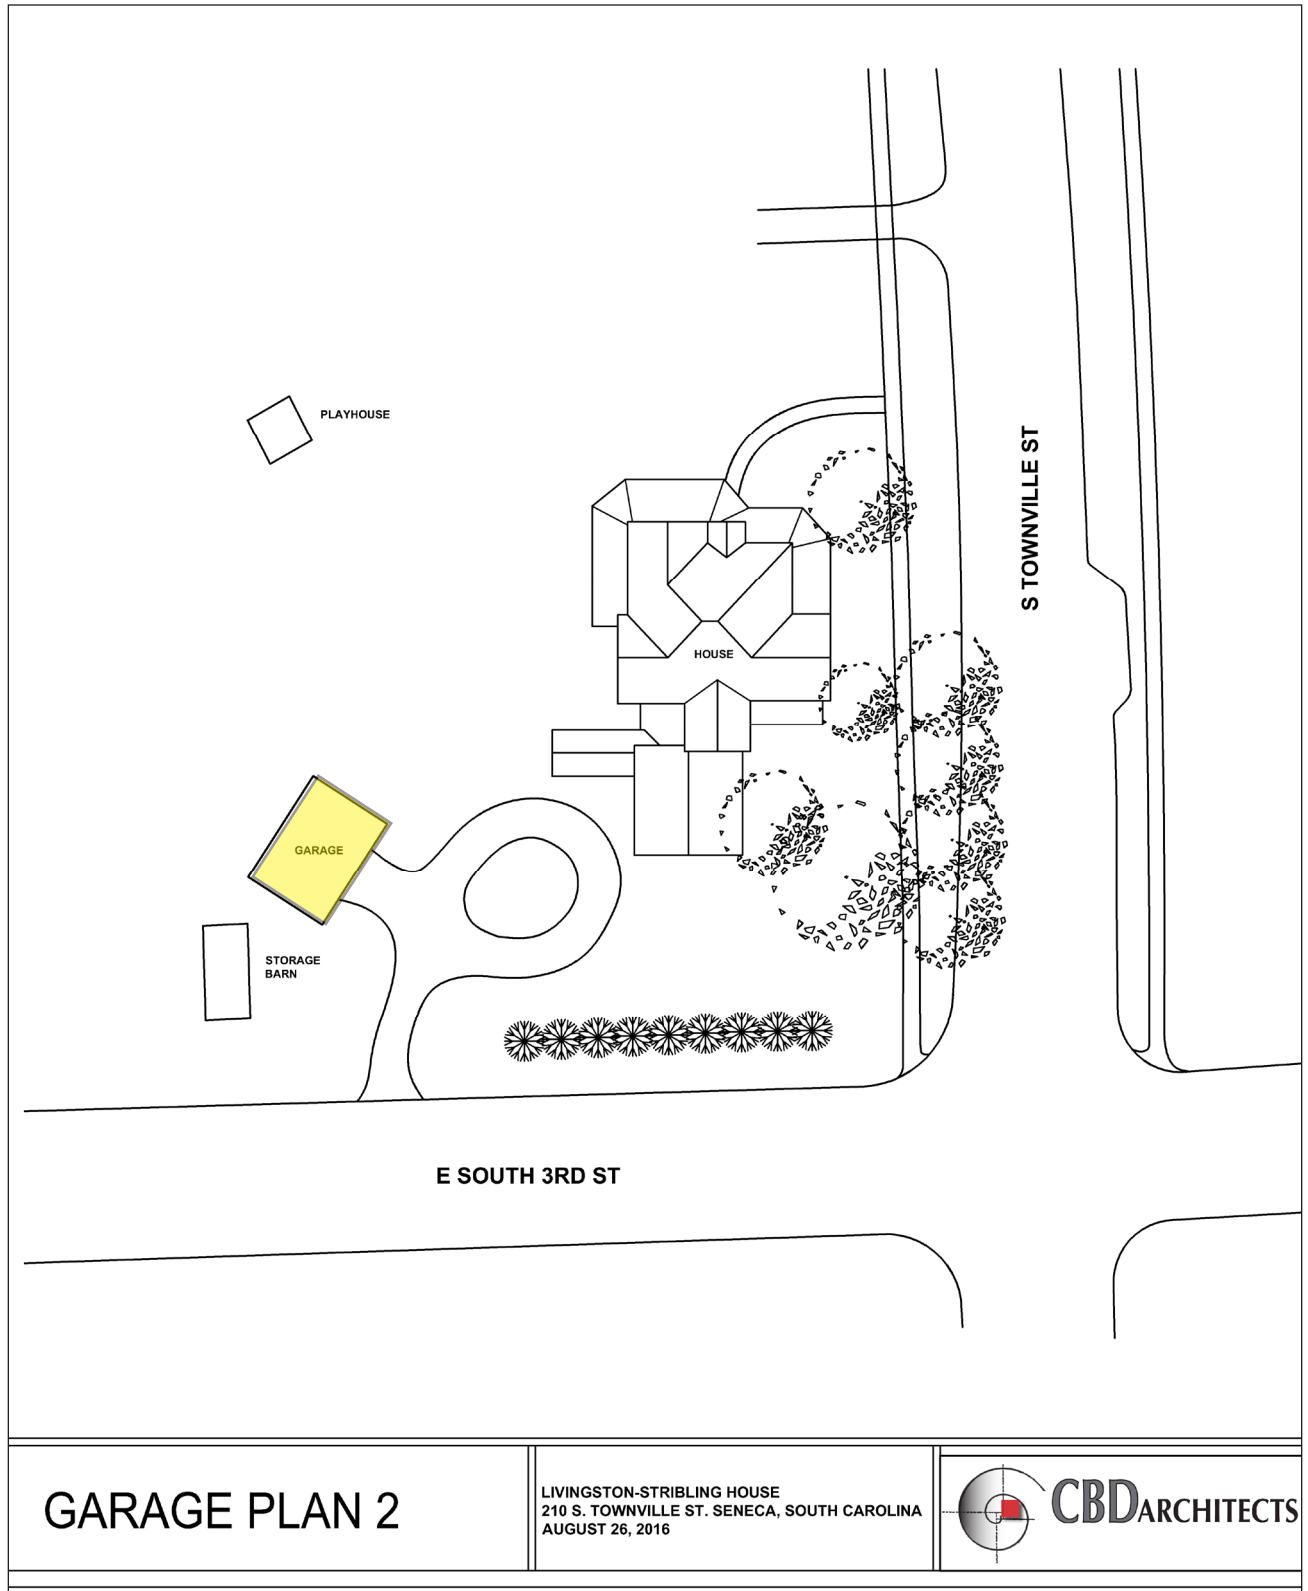 PLAYHOUSE
S TOWNVILLE ST
HOUSE
GARAGE
STORAGE
BARN
E SOUTH 3RD ST
GARAGE PLAN 2
LIVINGSTON-STRIBLING HOUSE
210 S. TOWNVILLE ST. SENECA, SOUTH CAROLINA
AUGUST 26, 2016
CBDARCHITECTS